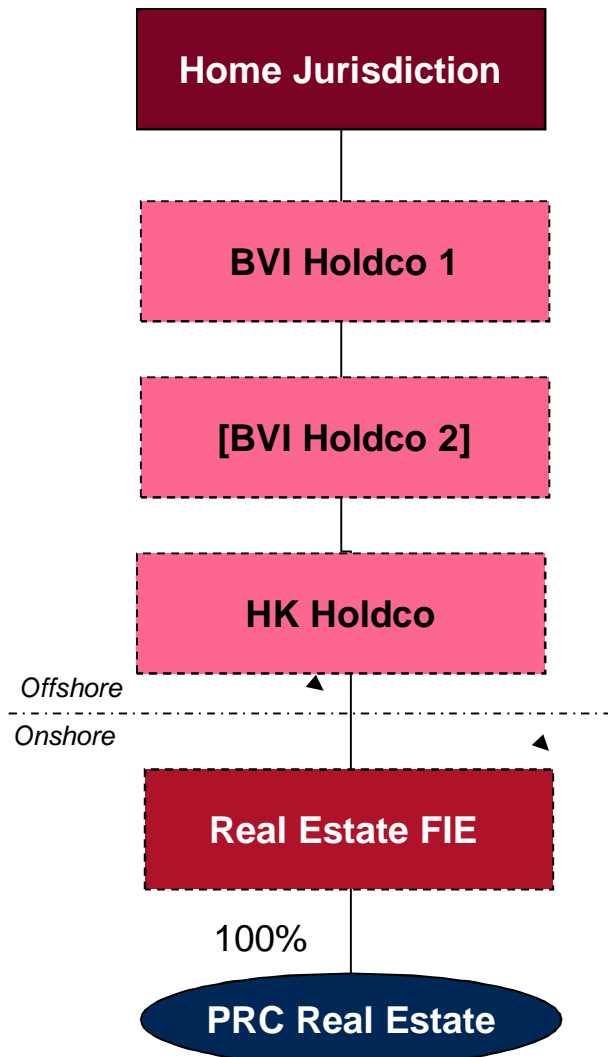 Home Jurisdiction
BVI Holdco 1
[BVI Holdco 2]
HK Holdco
Offshore
Onshore
Real Estate FIE
100%
PRC Real Estate